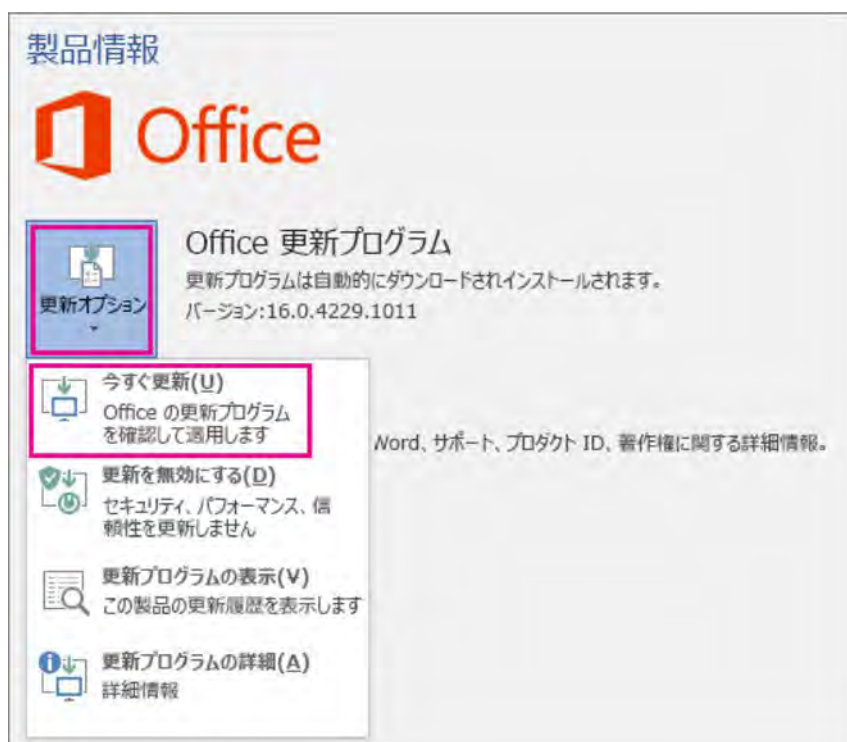 製品情報
Office
Office 更新プログラム
更新プログラムは自動的にダウンロードされインストールされます。
バージョン:16.0.4229.1011
更新オプション
今すぐ更新(U)
Office の更新プログラム
を確認して適用します
Word、サポート、プロダクト ID、著作権に関する詳細情報。
更新を無効にする(D)
セキュリティ、パフォーマンス、信
頼性を更新しません
更新プログラムの表示(V)
この製品の更新履歴を表示します
更新プログラムの詳細(A)
詳細情報